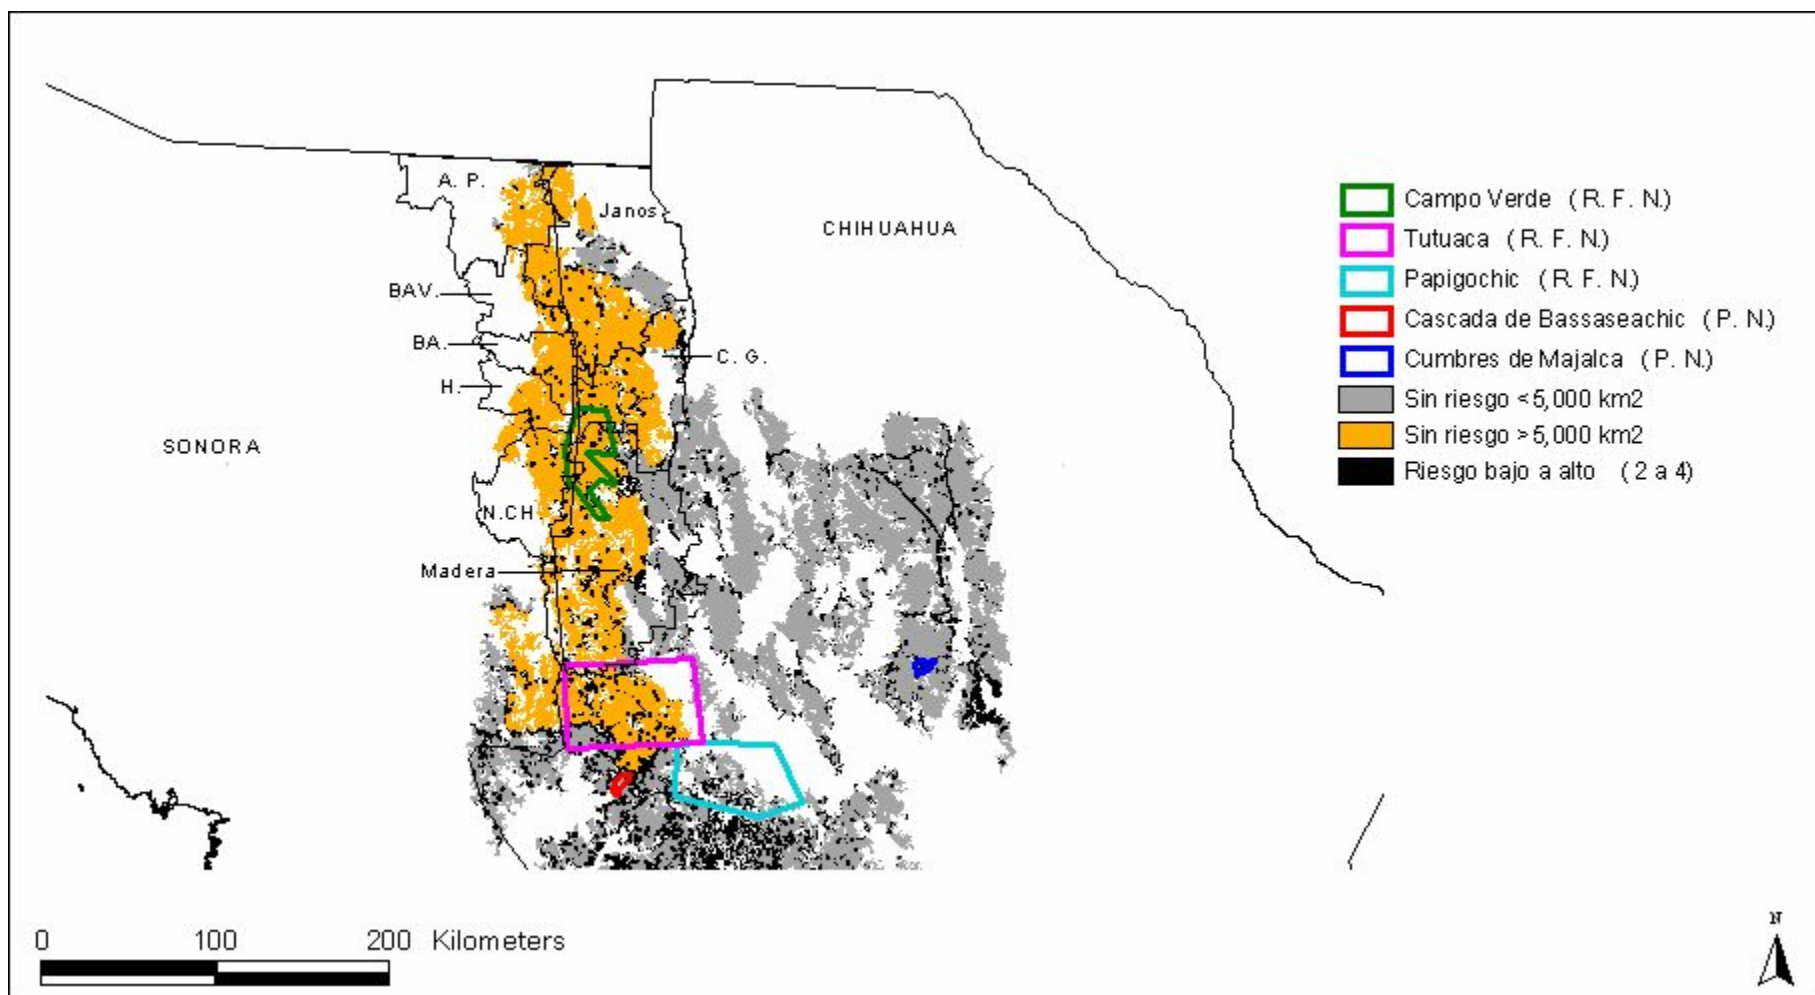 A. P.
Janos
CHIHUAHUA
BAV.
BA.
C. G.
H.
SONORA
N.CH
Madera
Campo Verde (R. F. N.)
Tutuaca (R. F. N.)
Papigochic (R. F. N.)
Cascada de Bassaseachic (P. N.)
Cumbres de Majalca (P. N.)
Sin riesgo <5,000 km2
Sin riesgo >5,000 km2
Riesgo bajo a alto (2 a 4)
0 100 200 Kilometers
N